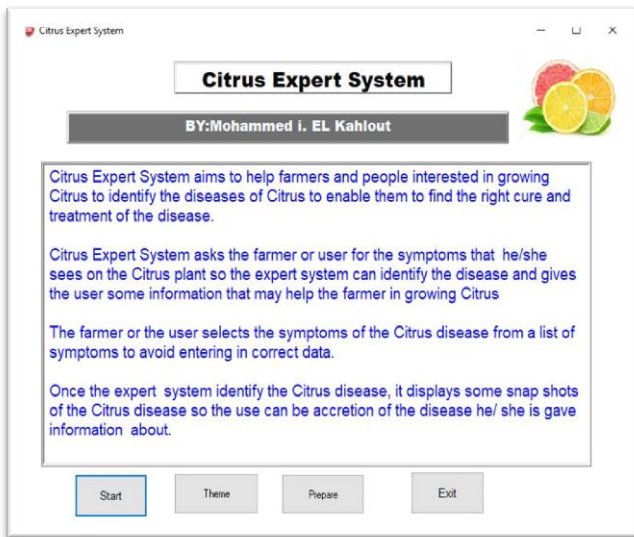 Citrus Expert System
Citrus Expert System
BY:Mohammed i. EL Kahlout
Citrus Expert System aims to help farmers and people interested in growing
Citrus to identify the diseases of Citrus to enable them to find the right cure and
treatment of the disease.
Citrus Expert System asks the farmer or user for the symptoms that he/she
sees on the Citrus plant so the expert system can identify the disease and gives
the user some information that may help the farmer in growing Citrus
The farmer or the user selects the symptoms of the Citrus disease from a list of
symptoms to avoid entering in correct data.
Once the expert system identify the Citrus disease, it displays some snap shots
of the Citrus disease so the use can be accretion of the disease he/ she is gave
information about.
Start Theme Prepare Exit